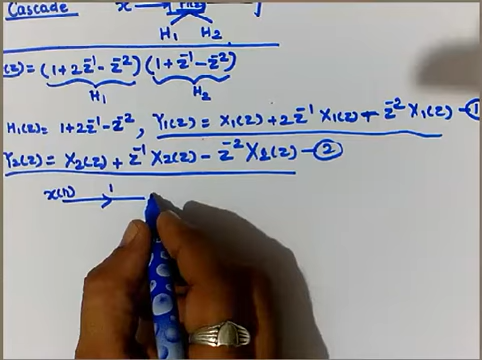 Cascade x H(z)
H₁ H₂
(z) = (1+2z⁻¹-z⁻²) (1+z⁻¹-z⁻²)
H₁ H₂
H₁(z) = 1+2z⁻¹-z⁻² , Y₁(z) = X₁(z) + 2z⁻¹ X₁(z) - z⁻² X₁(z) - ①
Y₂(z) = X₂(z) + z⁻¹ X₂(z) - z⁻² X₂(z) - ②
x(n) 1